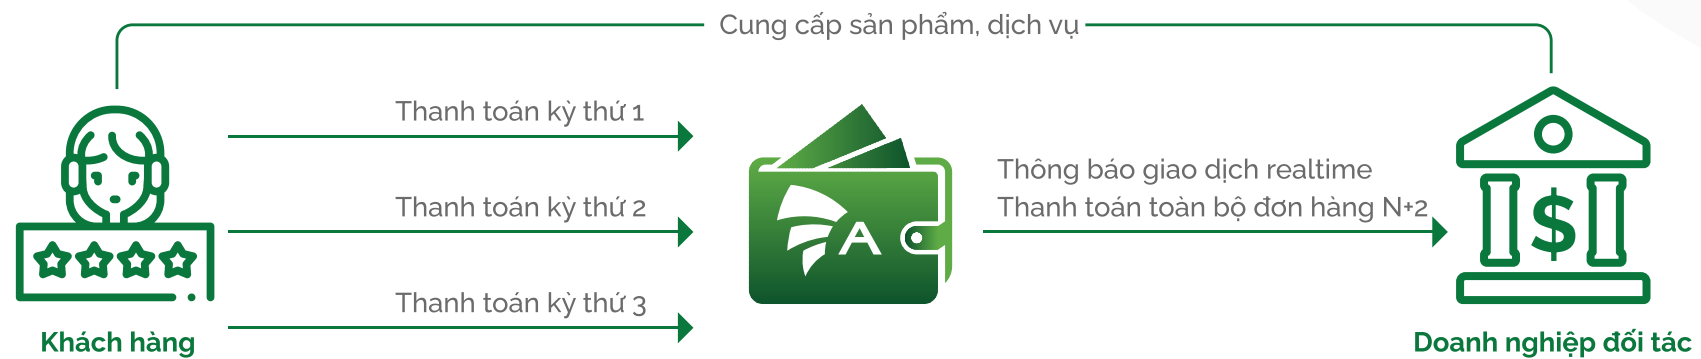 Cung cấp sản phẩm, dịch vụ
Thanh toán kỳ thứ 1
Thanh toán kỳ thứ 2
Thanh toán kỳ thứ 3
A
Thông báo giao dịch realtime
Thanh toán toàn bộ đơn hàng N+2
$
Khách hàng
Doanh nghiệp đối tác